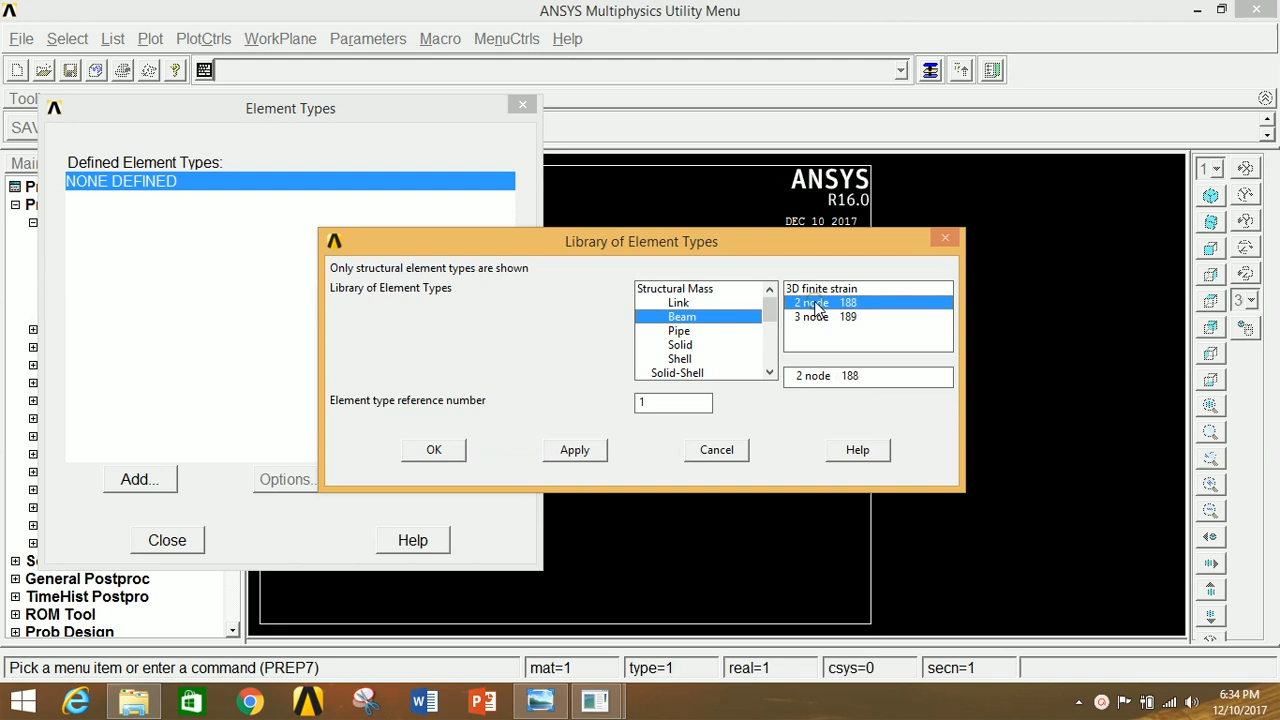 ANSYS Multiphysics Utility Menu
File Select List Plot PlotCtrls WorkPlane Parameters Macro MenuCtrls Help
Tool
SAV
Main
Element Types
Defined Element Types:
NONE DEFINED
Add...
Options..
Close
Help
ANSYS
R16.0
DEC 10 2017
Library of Element Types
Only structural element types are shown
Library of Element Types
Structural Mass
Link
Beam
Pipe
Solid
Shell
Solid-Shell
3D finite strain
2 node 188
3 node 189
2 node 188
Element type reference number
1
OK
Apply
Cancel
Help
General Postproc
TimeHist Postpro
ROM Tool
Prob Design
1
3
Pick a menu item or enter a command (PREP7)
mat=1
type=1
real=1
csys=0
secn=1
6:34 PM
12/10/2017